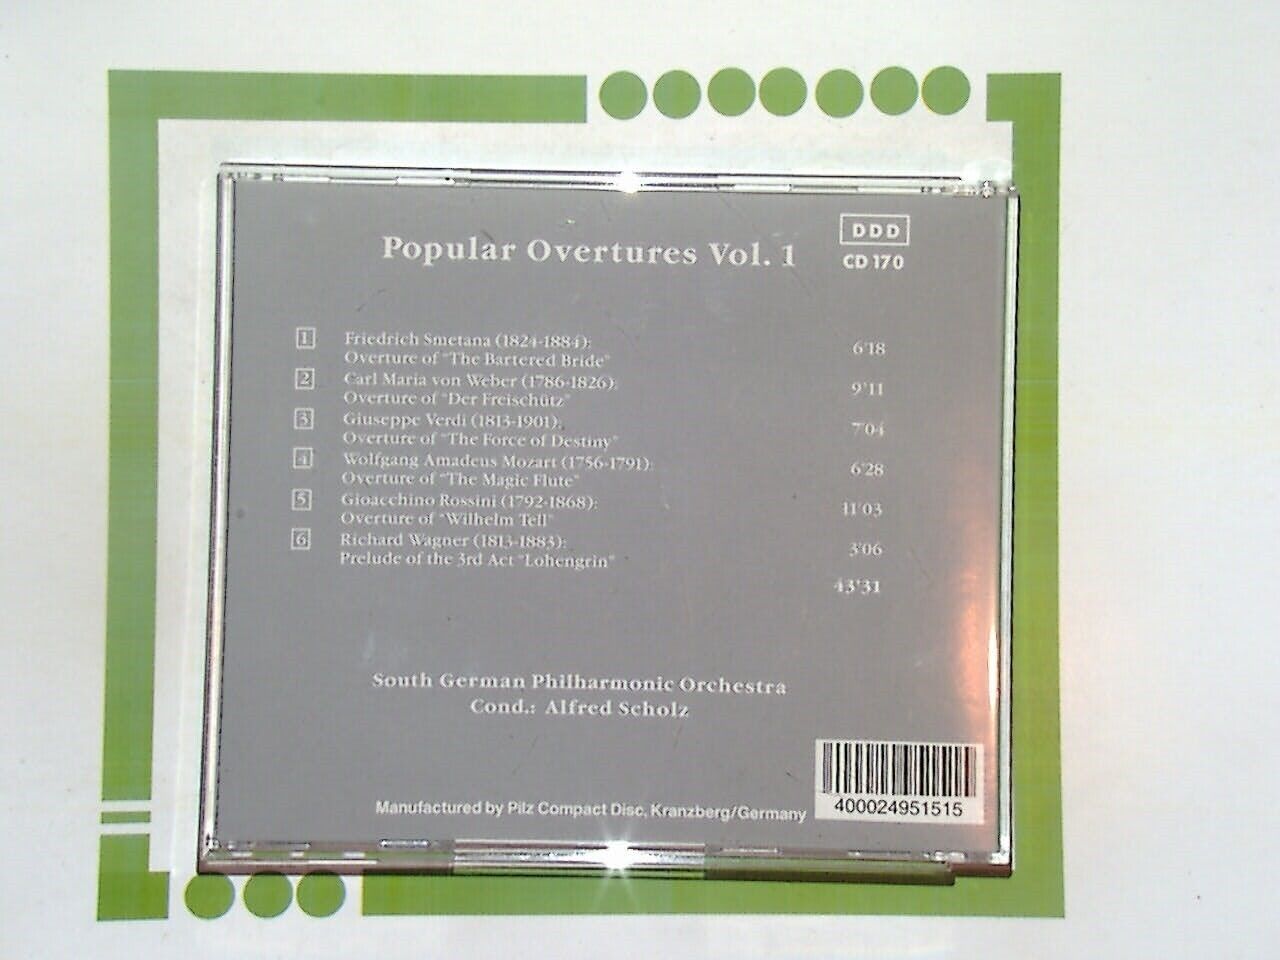 Popular Overtures Vol. 1
DDD
CD 170
1 Friedrich Smetana (1824-1884): 6'18
Overture of "The Bartered Bride"
2 Carl Maria von Weber (1786-1826): 9'11
Overture of "Der Freischütz"
3 Giuseppe Verdi (1813-1901): 7'04
Overture of "The Force of Destiny"
4 Wolfgang Amadeus Mozart (1756-1791): 6'28
Overture of "The Magic Flute"
5 Gioacchino Rossini (1792-1868): 11'03
Overture of "Wilhelm Tell"
6 Richard Wagner (1813-1883): 3'06
Prelude of the 3rd Act "Lohengrin"
43'31
South German Philharmonic Orchestra
Cond.: Alfred Scholz
Manufactured by Pilz Compact Disc, Kranzberg/Germany
400024951515